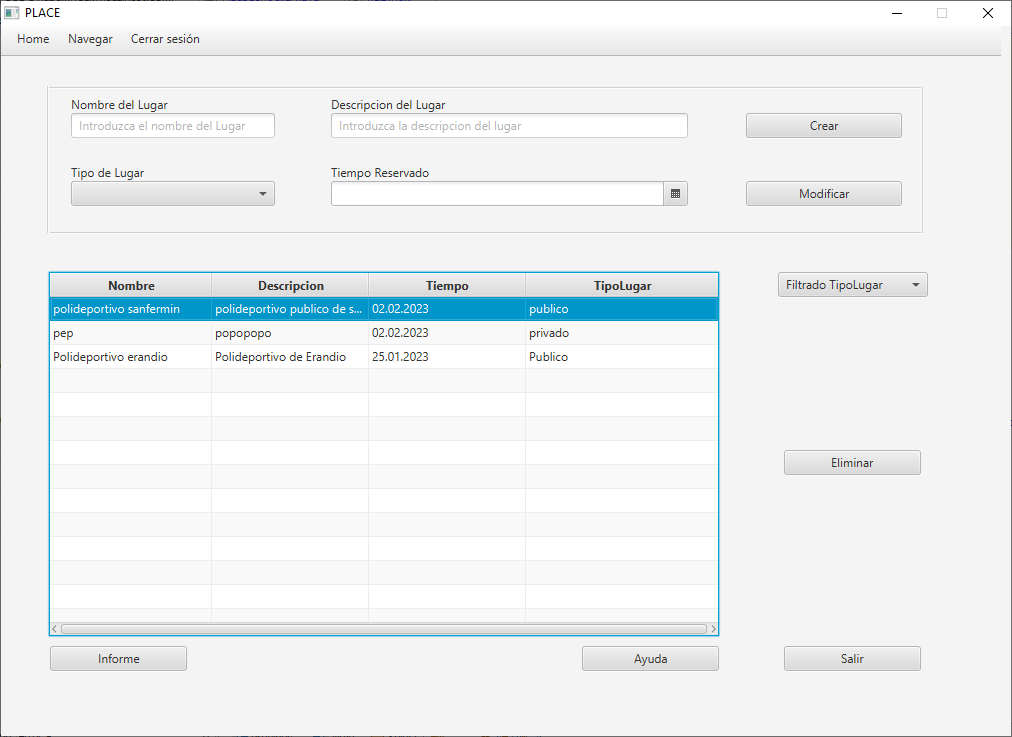 PLACE
Home Navegar Cerrar sesión
Nombre del Lugar Descripcion del Lugar
Introduzca el nombre del Lugar Introduzca la descripcion del lugar Crear
Tipo de Lugar Tiempo Reservado
Modificar
Nombre Descripcion Tiempo TipoLugar Filtrado TipoLugar
polideportivo sanfermin polideportivo publico de s... 02.02.2023 publico
pep popopopo 02.02.2023 privado
Polideportivo erandio Polideportivo de Erandio 25.01.2023 Publico
Eliminar
Informe Ayuda Salir